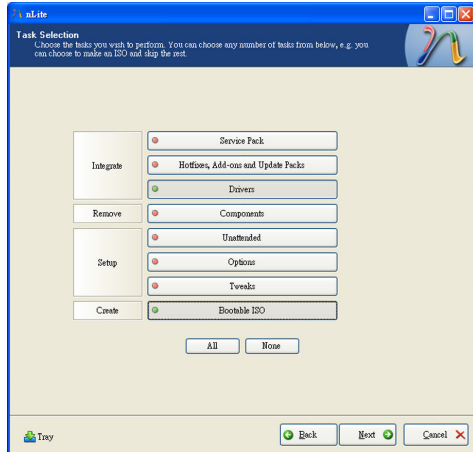 nLite
Task Selection
Choose the tasks you wish to perform. You can choose any number of tasks from below, e.g. you
can choose to make an ISO and skip the rest.
Integrate
Service Pack
Hotfixes, Add-ons and Update Packs
Drivers
Remove
Components
Setup
Unattended
Options
Tweaks
Create
Bootable ISO
All
None
Tray
Back
Next
Cancel